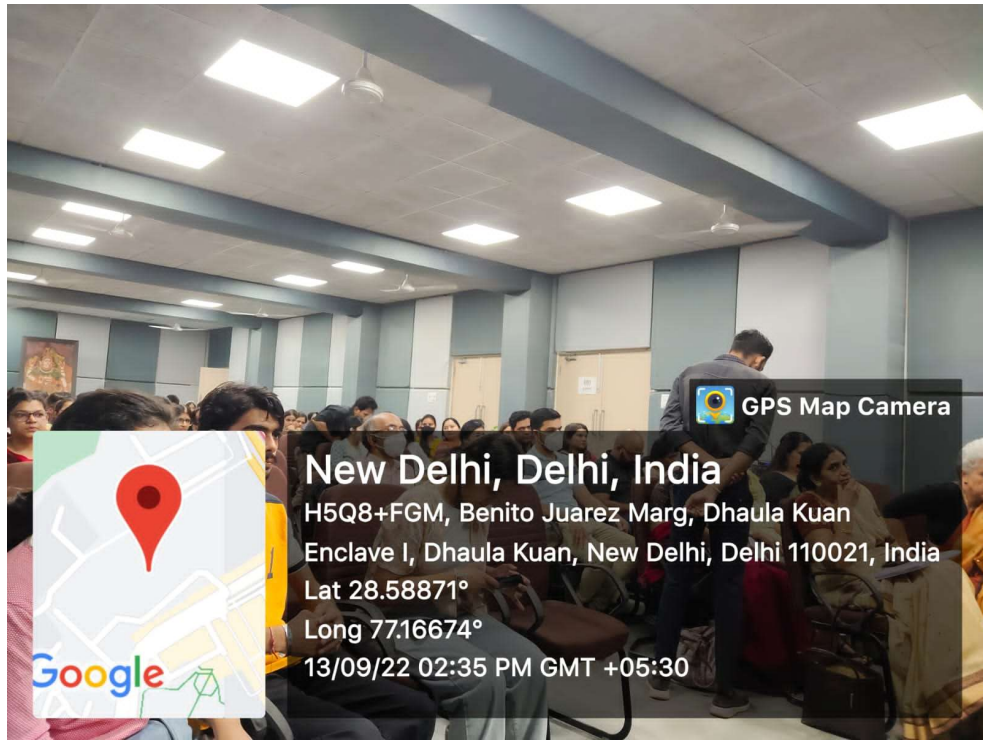 GPS Map Camera
New Delhi, Delhi, India
H5Q8+FGM, Benito Juarez Marg, Dhaula Kuan
Enclave I, Dhaula Kuan, New Delhi, Delhi 110021, India
Lat 28.58871°
Long 77.16674°
13/09/22 02:35 PM GMT +05:30
Google